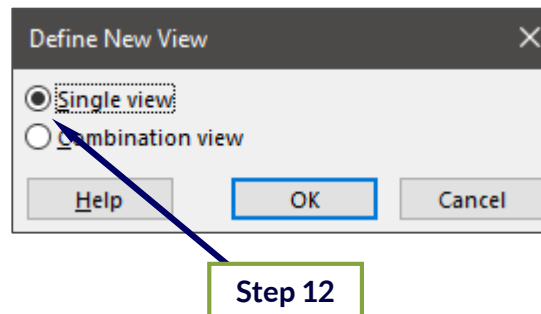 Define New View
Single view
Combination view
Help OK Cancel
Step 12